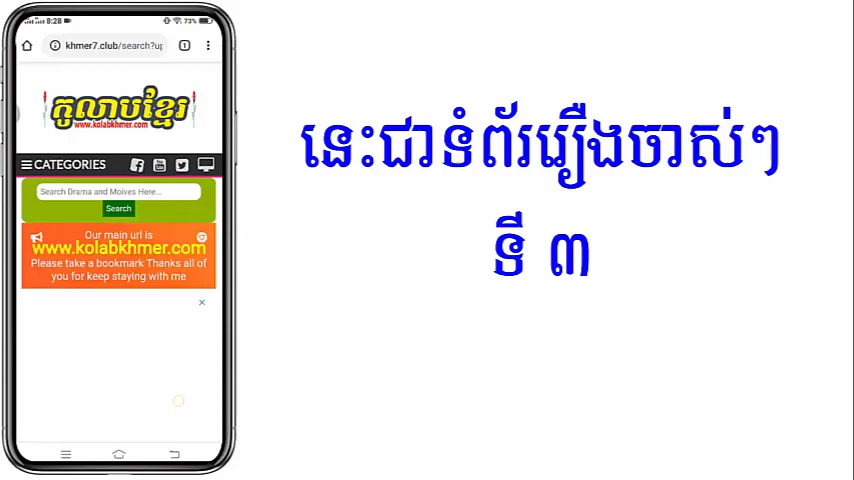 8:28
73%
khmer7.club/search?up
1
កូលាបខ្មែរ
www.kolabkhmer.com
CATEGORIES
Search Drama and Moives Here...
Search
Our main url is
www.kolabkhmer.com
Please take a bookmark Thanks all of
you for keep staying with me
នេះជាទំព័ររឿងចាស់ៗ
ទី ៣